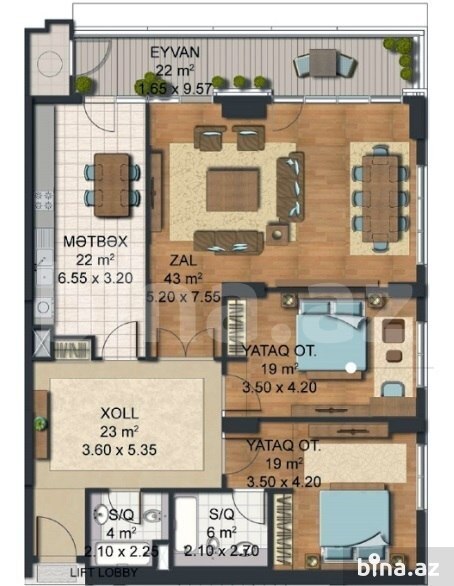 EYVAN
22 m²
1.65 x 9.57
MƏTBƏX
22 m²
6.55 x 3.20
ZAL
43 m²
5.20 x 7.55
YATAQ OT.
19 m²
3.50 x 4.20
XOLL
23 m²
3.60 x 5.35
YATAQ OT.
19 m²
3.50 x 4.20
S/Q
4 m²
2.10 x 2.25
S/Q
6 m²
2.10 x 2.70
LIFT LOBBY
bina.az
bina.az